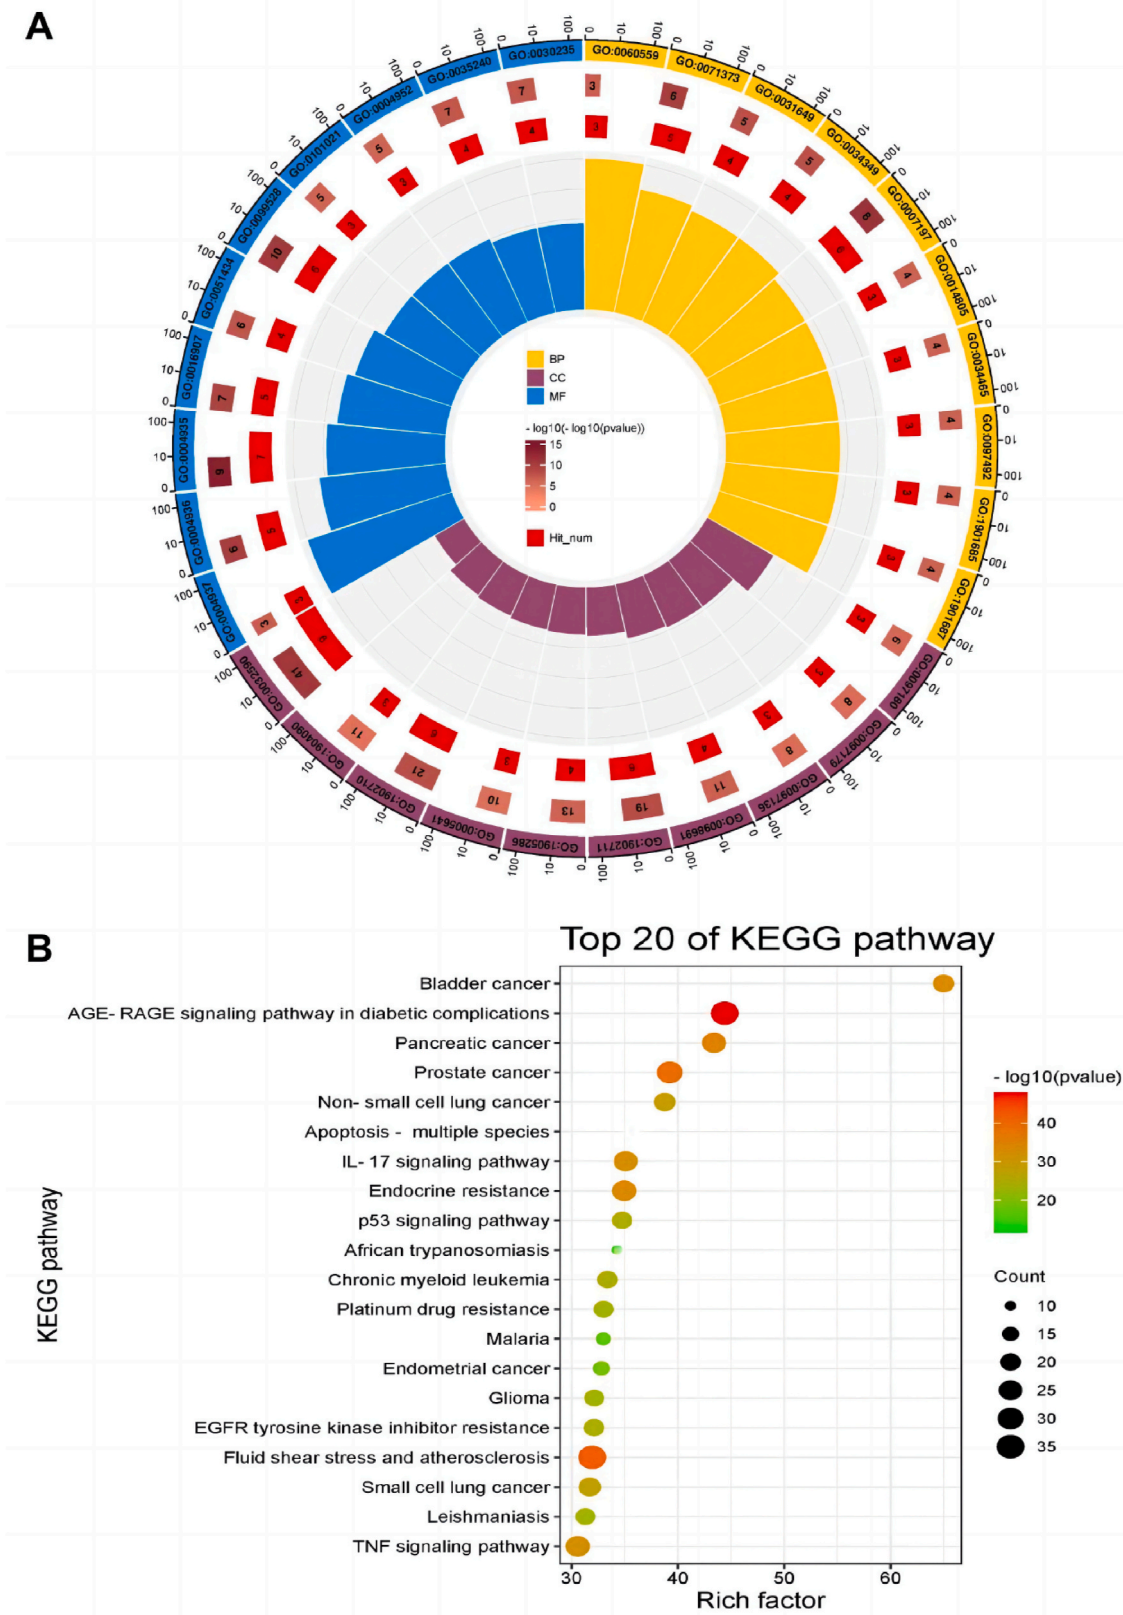 A
GO:0060559
GO:0071373
GO:0031649
GO:0034349
GO:0007197
GO:0014805
GO:0034465
GO:0097492
GO:1901685
GO:1901687
GO:0097180
GO:0097179
GO:0097136
GO:0098691
GO:1902711
GO:1905286
GO:0005641
GO:1902710
GO:1904090
GO:0032590
GO:0004937
GO:0004936
GO:0004935
GO:0016907
GO:0051434
GO:0099528
GO:0101021
GO:0004952
GO:0035240
GO:0030235
BP
CC
MF
- log10(- log10(pvalue))
15
10
5
0
Hit_num
B
Top 20 of KEGG pathway
KEGG pathway
Bladder cancer
AGE- RAGE signaling pathway in diabetic complications
Pancreatic cancer
Prostate cancer
Non- small cell lung cancer
Apoptosis - multiple species
IL- 17 signaling pathway
Endocrine resistance
p53 signaling pathway
African trypanosomiasis
Chronic myeloid leukemia
Platinum drug resistance
Malaria
Endometrial cancer
Glioma
EGFR tyrosine kinase inhibitor resistance
Fluid shear stress and atherosclerosis
Small cell lung cancer
Leishmaniasis
TNF signaling pathway
30 40 50 60
Rich factor
- log10(pvalue)
40
30
20
Count
10
15
20
25
30
35